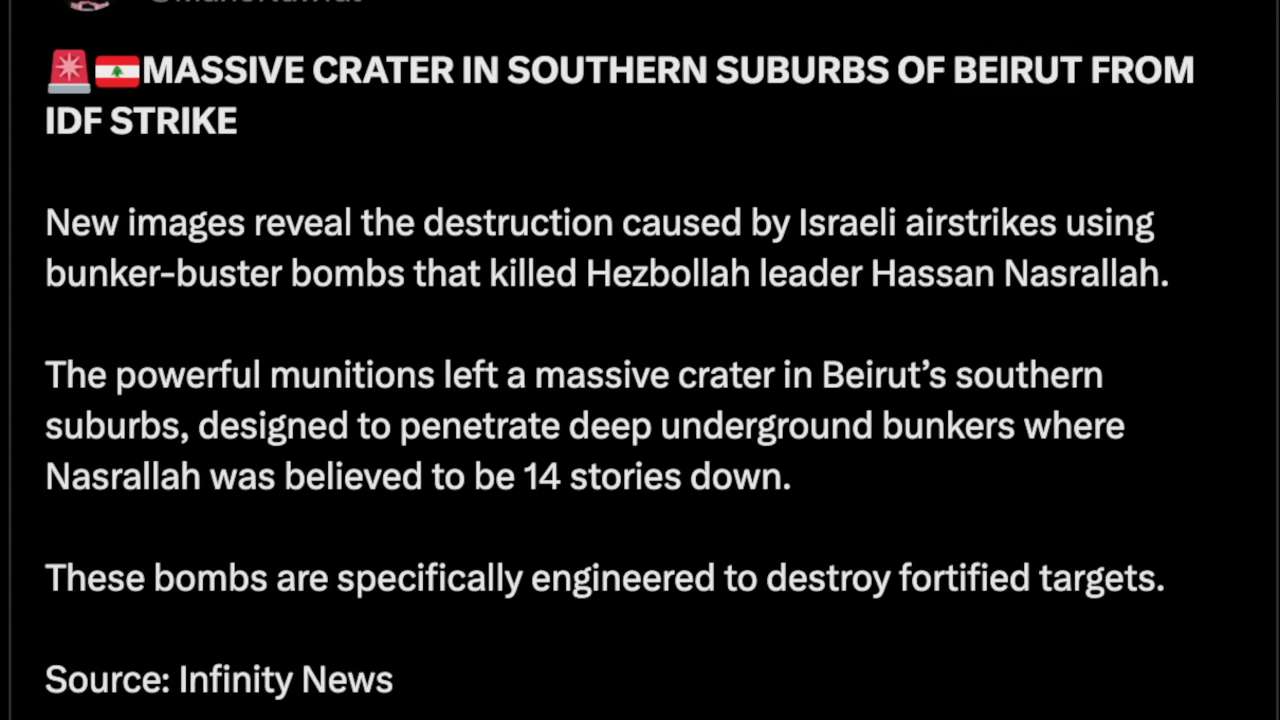 🚨🇱🇧MASSIVE CRATER IN SOUTHERN SUBURBS OF BEIRUT FROM
IDF STRIKE
New images reveal the destruction caused by Israeli airstrikes using
bunker-buster bombs that killed Hezbollah leader Hassan Nasrallah.
The powerful munitions left a massive crater in Beirut’s southern
suburbs, designed to penetrate deep underground bunkers where
Nasrallah was believed to be 14 stories down.
These bombs are specifically engineered to destroy fortified targets.
Source: Infinity News